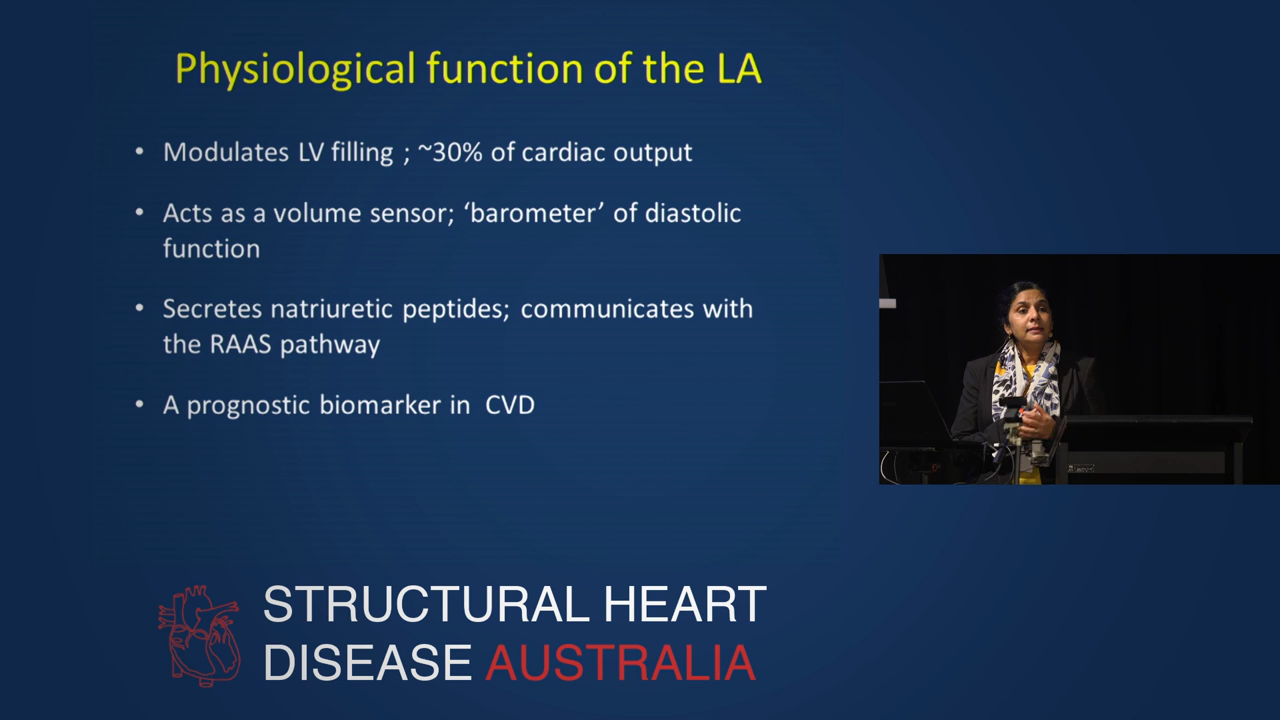 Physiological function of the LA
• Modulates LV filling ; ~30% of cardiac output
• Acts as a volume sensor; ‘barometer’ of diastolic
function
• Secretes natriuretic peptides; communicates with
the RAAS pathway
• A prognostic biomarker in CVD
STRUCTURAL HEART
DISEASE AUSTRALIA